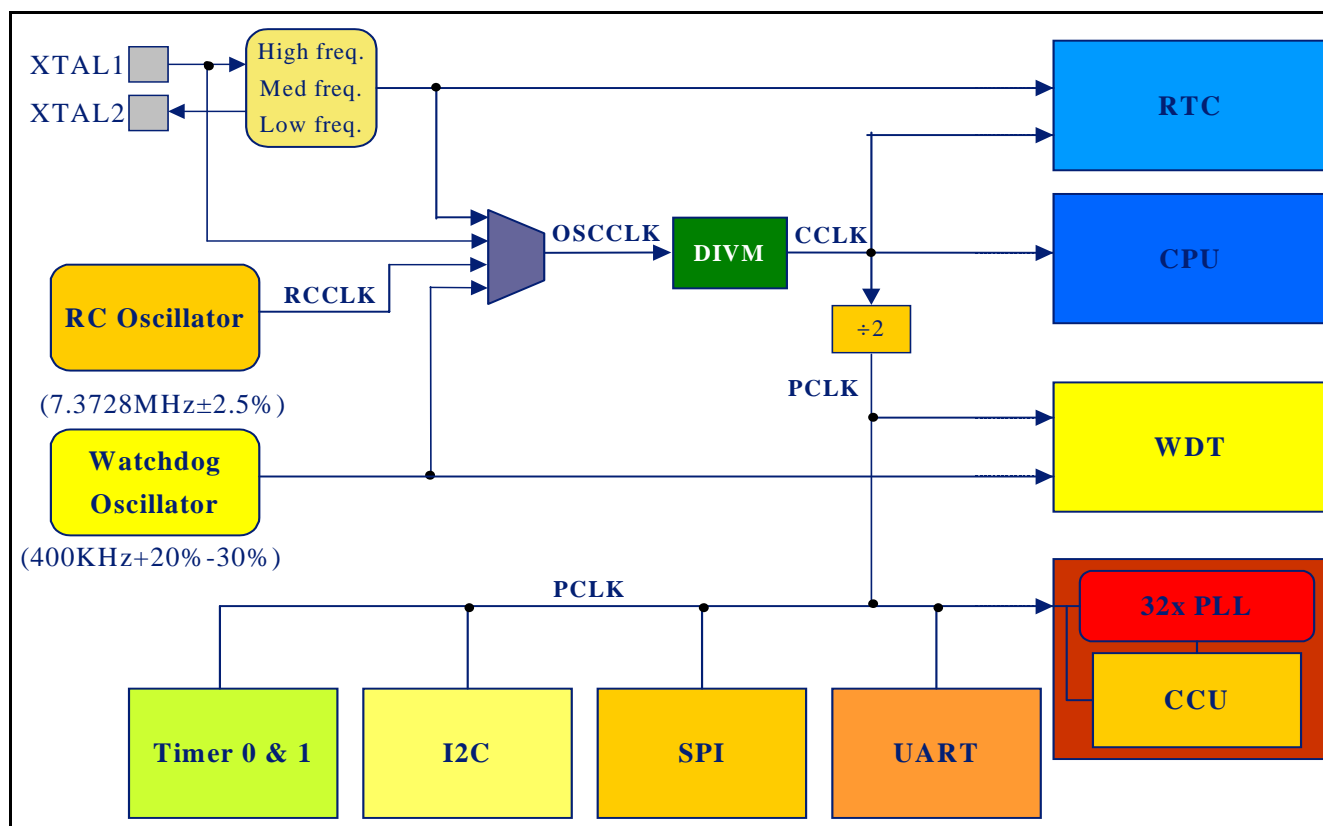 XTAL1
XTAL2
High freq.
Med freq.
Low freq.
RTC
OSCCLK
DIVM
CCLK
CPU
RC Oscillator
RCCLK
÷2
(7.3728MHz±2.5%)
PCLK
Watchdog
Oscillator
WDT
(400KHz+20%-30%)
PCLK
32x PLL
CCU
Timer 0 & 1
I2C
SPI
UART